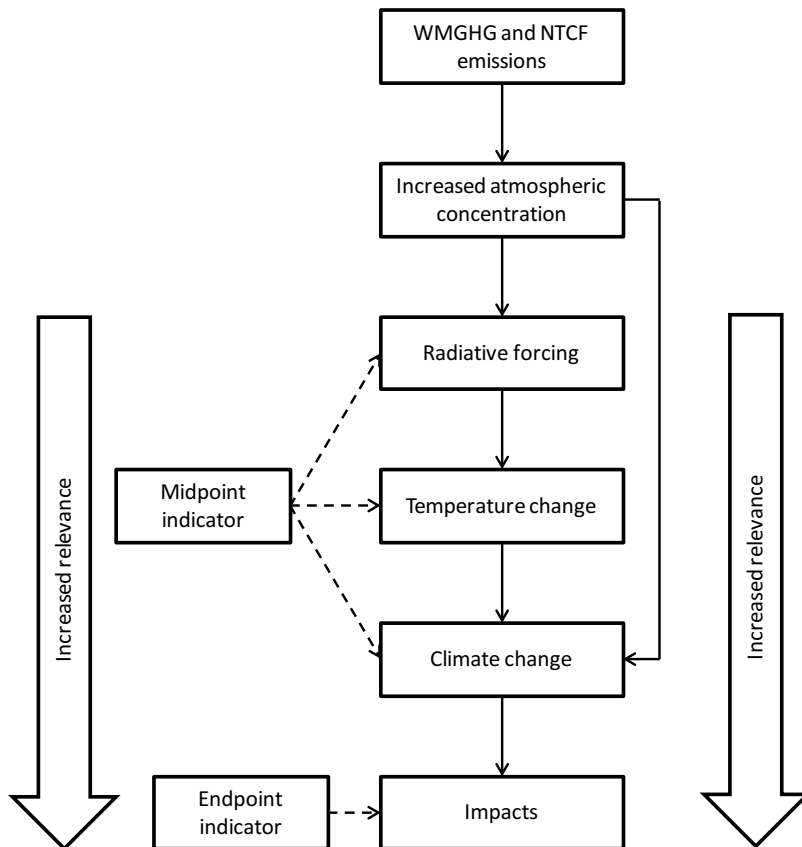 WMGHG and NTCF
emissions
Increased atmospheric
concentration
Radiative forcing
Midpoint
indicator
Temperature change
Climate change
Endpoint
indicator
Impacts
Increased relevance
Increased relevance